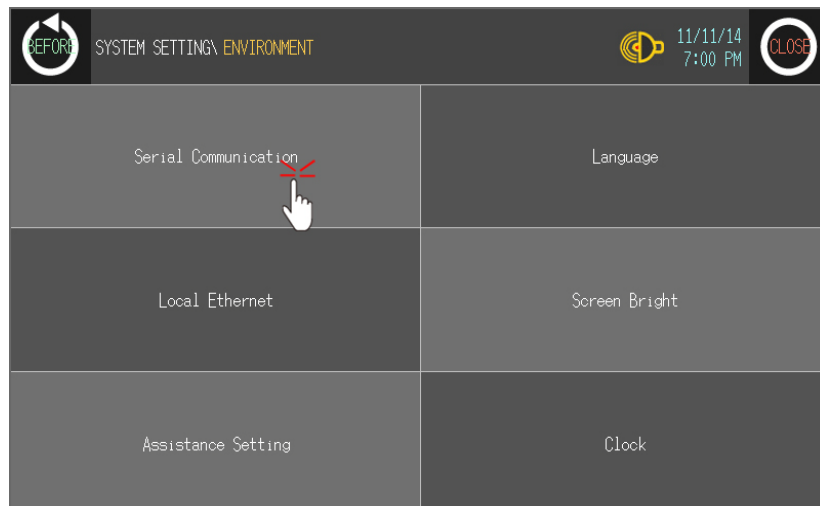 BEFORE
SYSTEM SETTING\ ENVIRONMENT
11/11/14
7:00 PM
CLOSE
Serial Communication
Language
Local Ethernet
Screen Bright
Assistance Setting
Clock